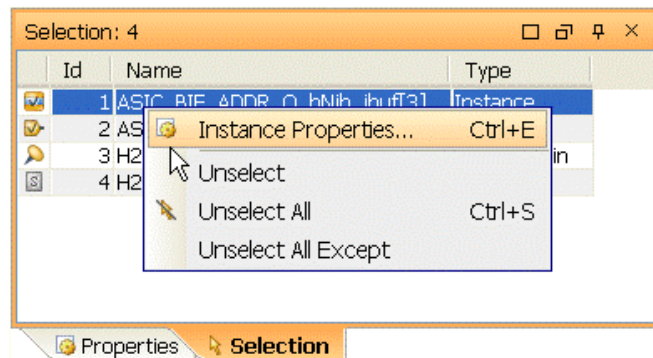 Selection: 4
Id Name Type
1 ASIC_BIF_ADDR_O_hNih_ibuf[3] Instance
2 AS
Instance Properties... Ctrl+E
3 H2 in
Unselect
4 H2
Unselect All Ctrl+S
Unselect All Except
Properties Selection